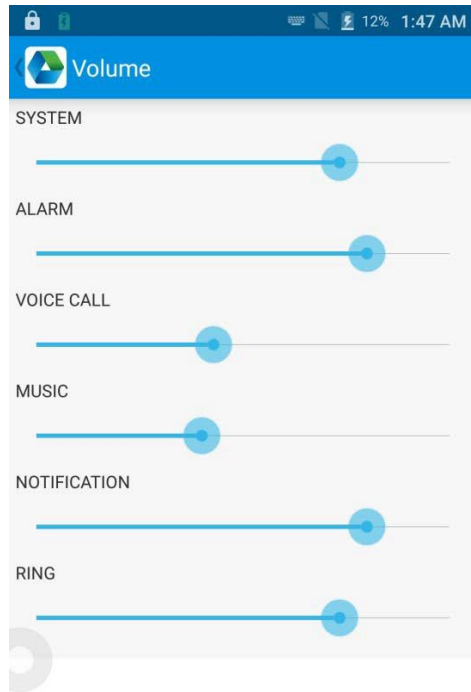 12% 1:47 AM
Volume
SYSTEM
ALARM
VOICE CALL
MUSIC
NOTIFICATION
RING